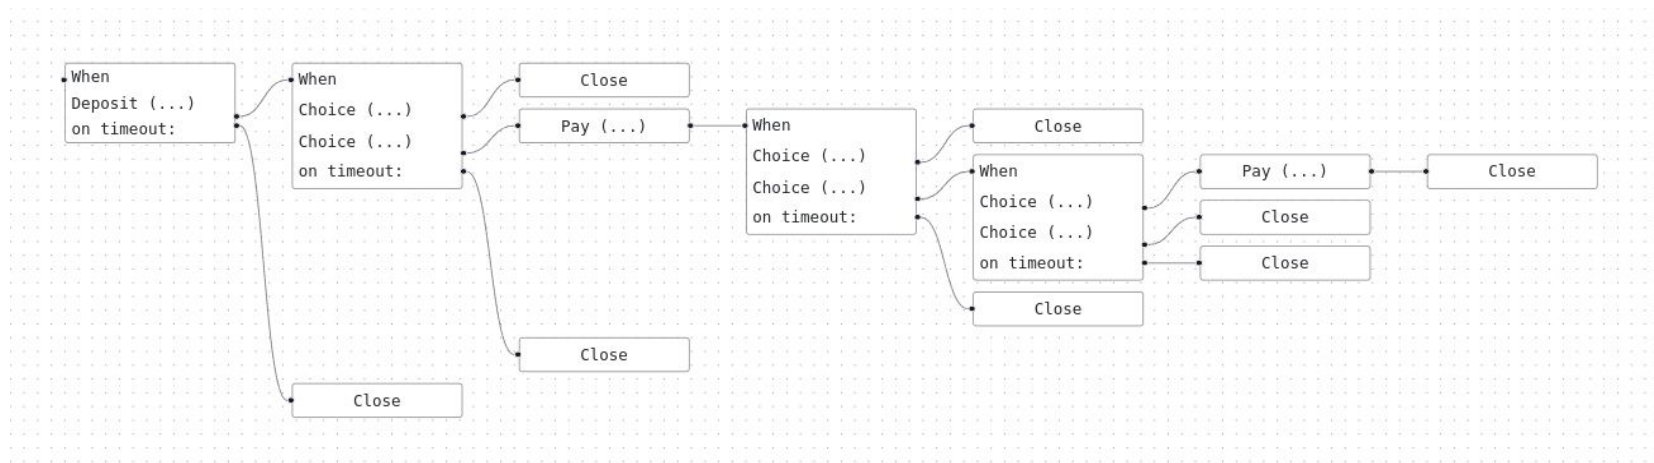 When
Deposit (...)
on timeout:
When
Choice (...)
Choice (...)
on timeout:
Close
Pay (...)
Close
Close
When
Choice (...)
Choice (...)
on timeout:
Close
When
Choice (...)
Choice (...)
on timeout:
Close
Pay (...)
Close
Close
Close